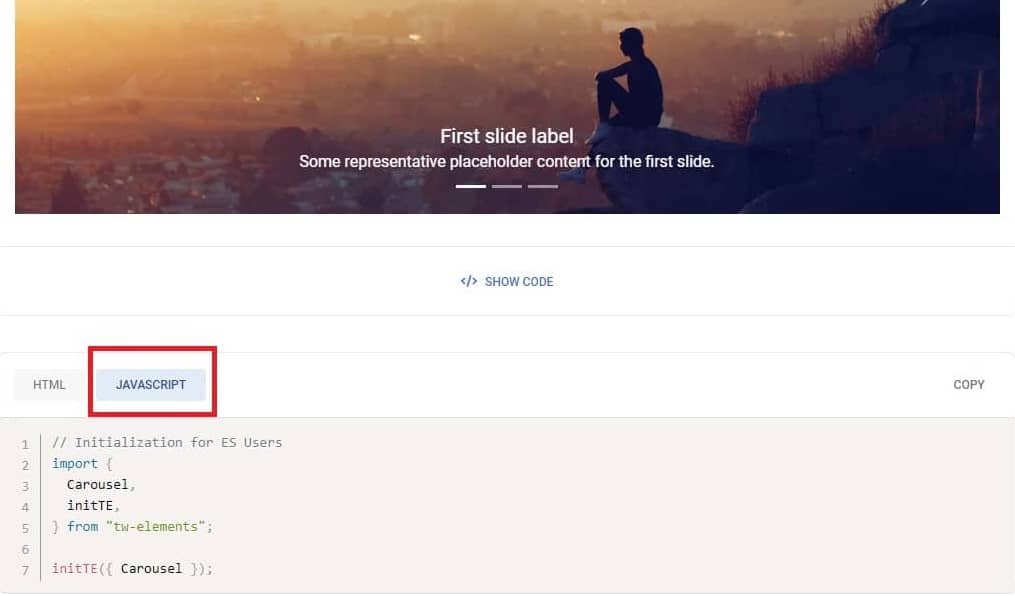 First slide label
Some representative placeholder content for the first slide.
</> SHOW CODE
HTML JAVASCRIPT COPY
1 // Initialization for ES Users
2 import {
3   Carousel,
4   initTE,
5 } from "tw-elements";
6
7 initTE({ Carousel });